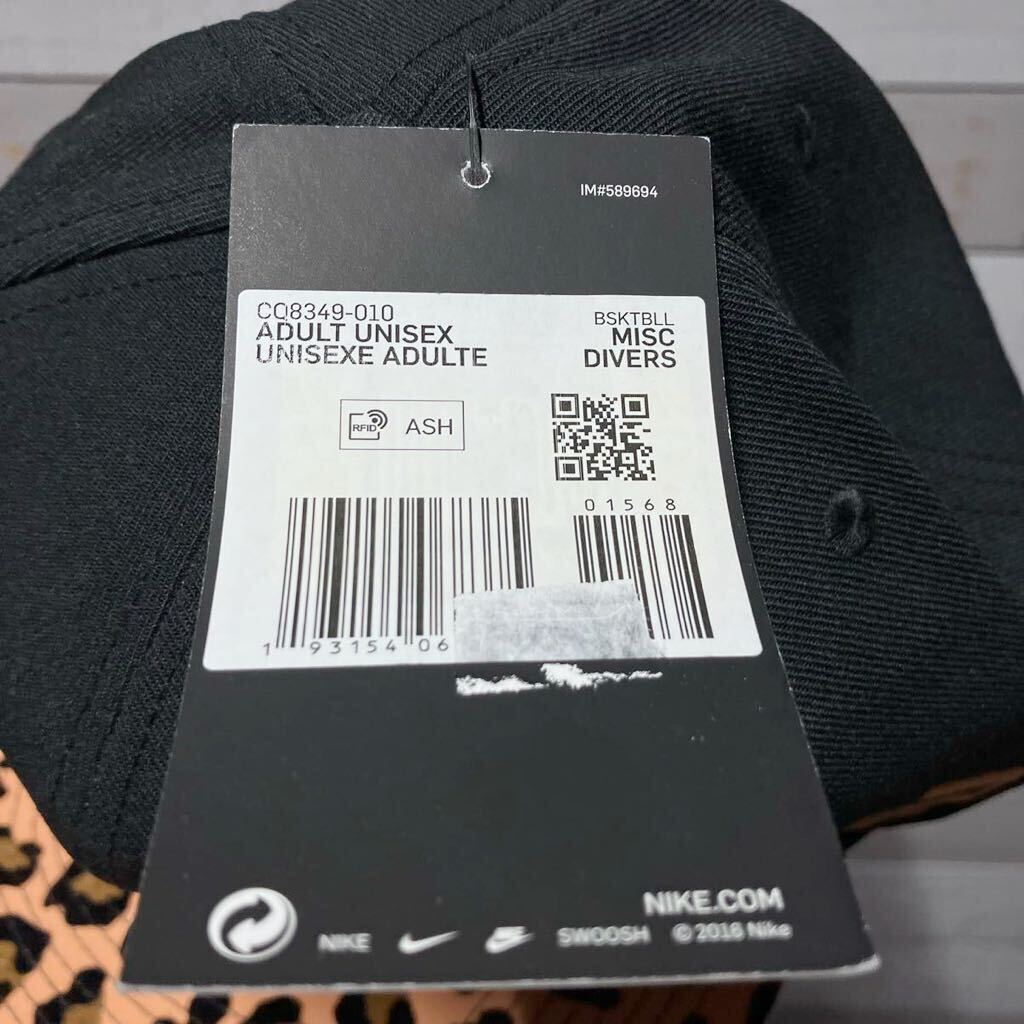 IM#589694
CQ8349-010
ADULT UNISEX
UNISEXE ADULTE
BSKTBLL
MISC
DIVERS
RFID
ASH
01568
1 93154 06
NIKE.COM
NIKE SWOOSH © 2018 Nike